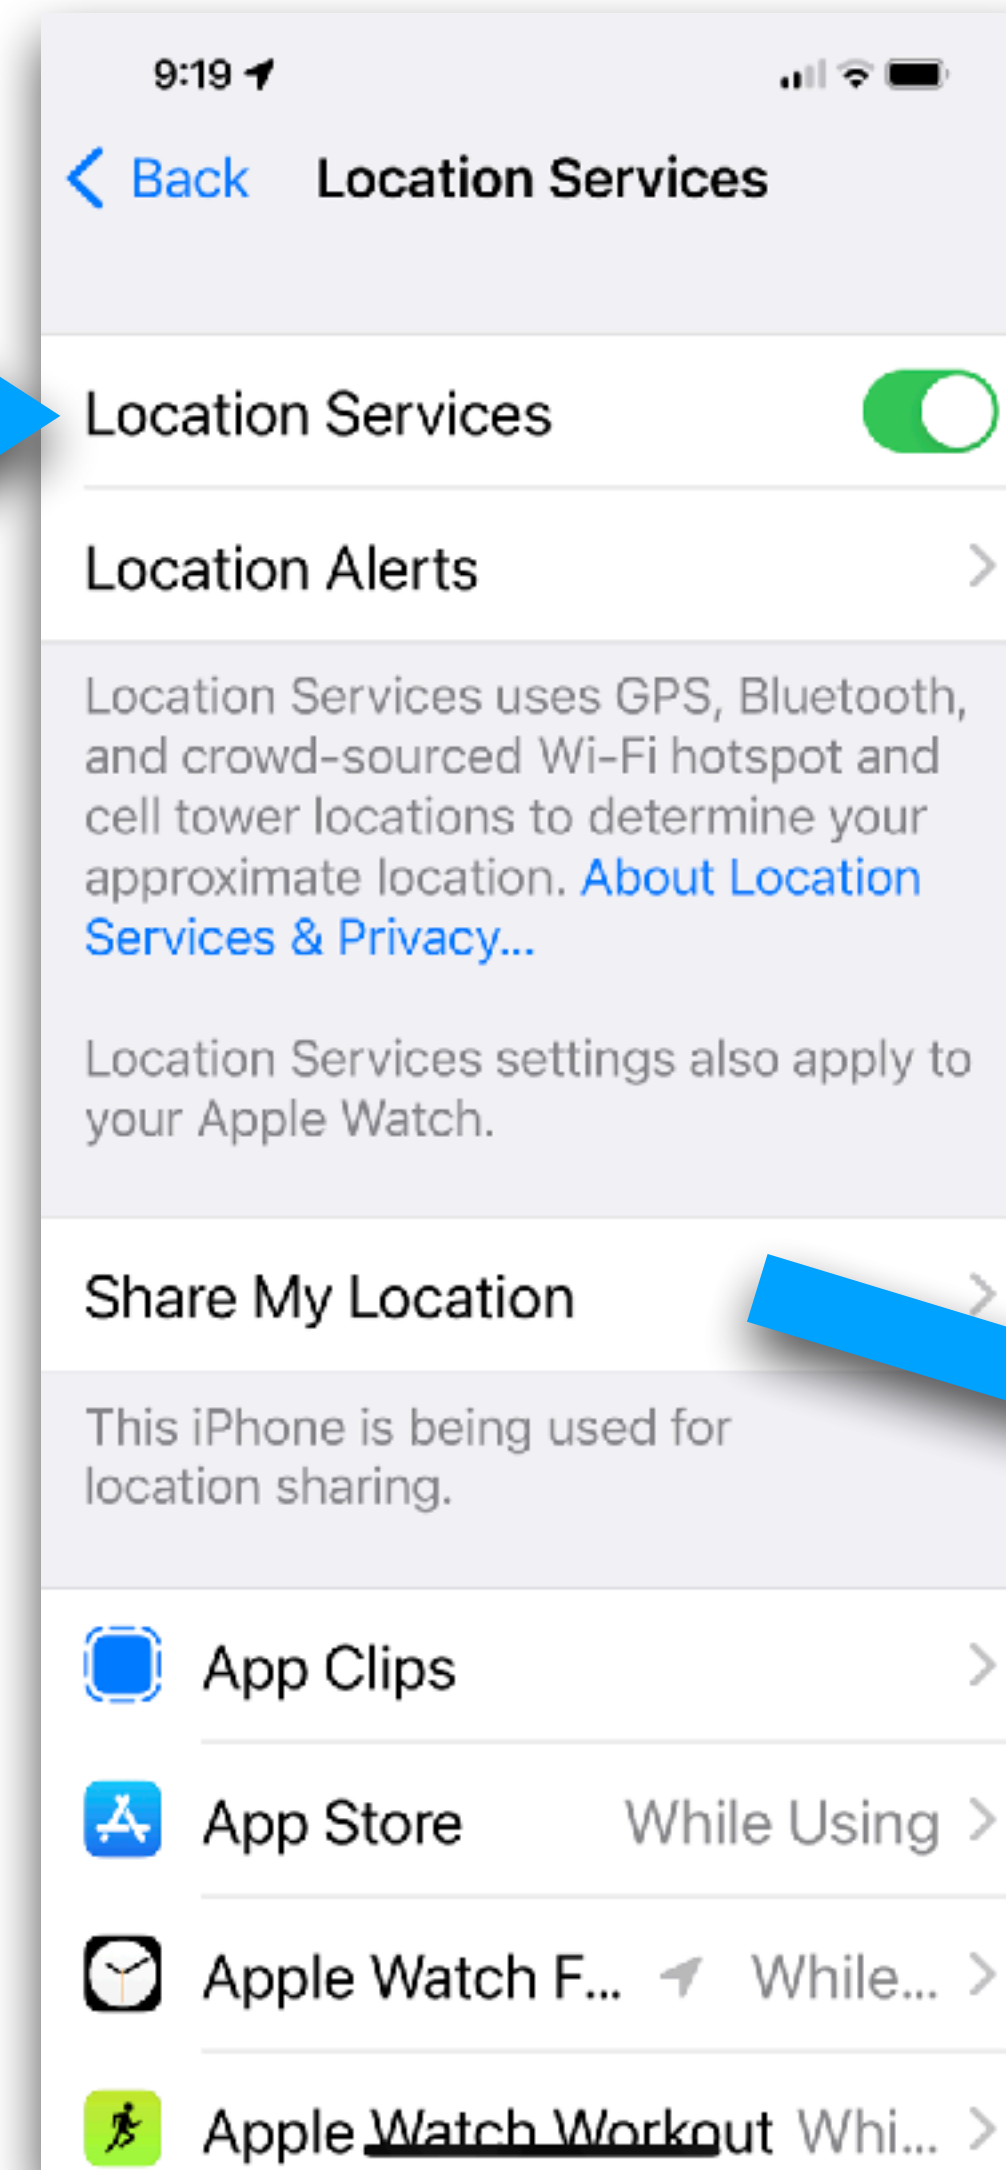 9:19
Back Location Services
Location Services
Location Alerts
Location Services uses GPS, Bluetooth,
and crowd-sourced Wi-Fi hotspot and
cell tower locations to determine your
approximate location. About Location
Services & Privacy...
Location Services settings also apply to
your Apple Watch.
Share My Location
This iPhone is being used for
location sharing.
App Clips
App Store While Using
Apple Watch F... While...
Apple Watch Workout Whi...